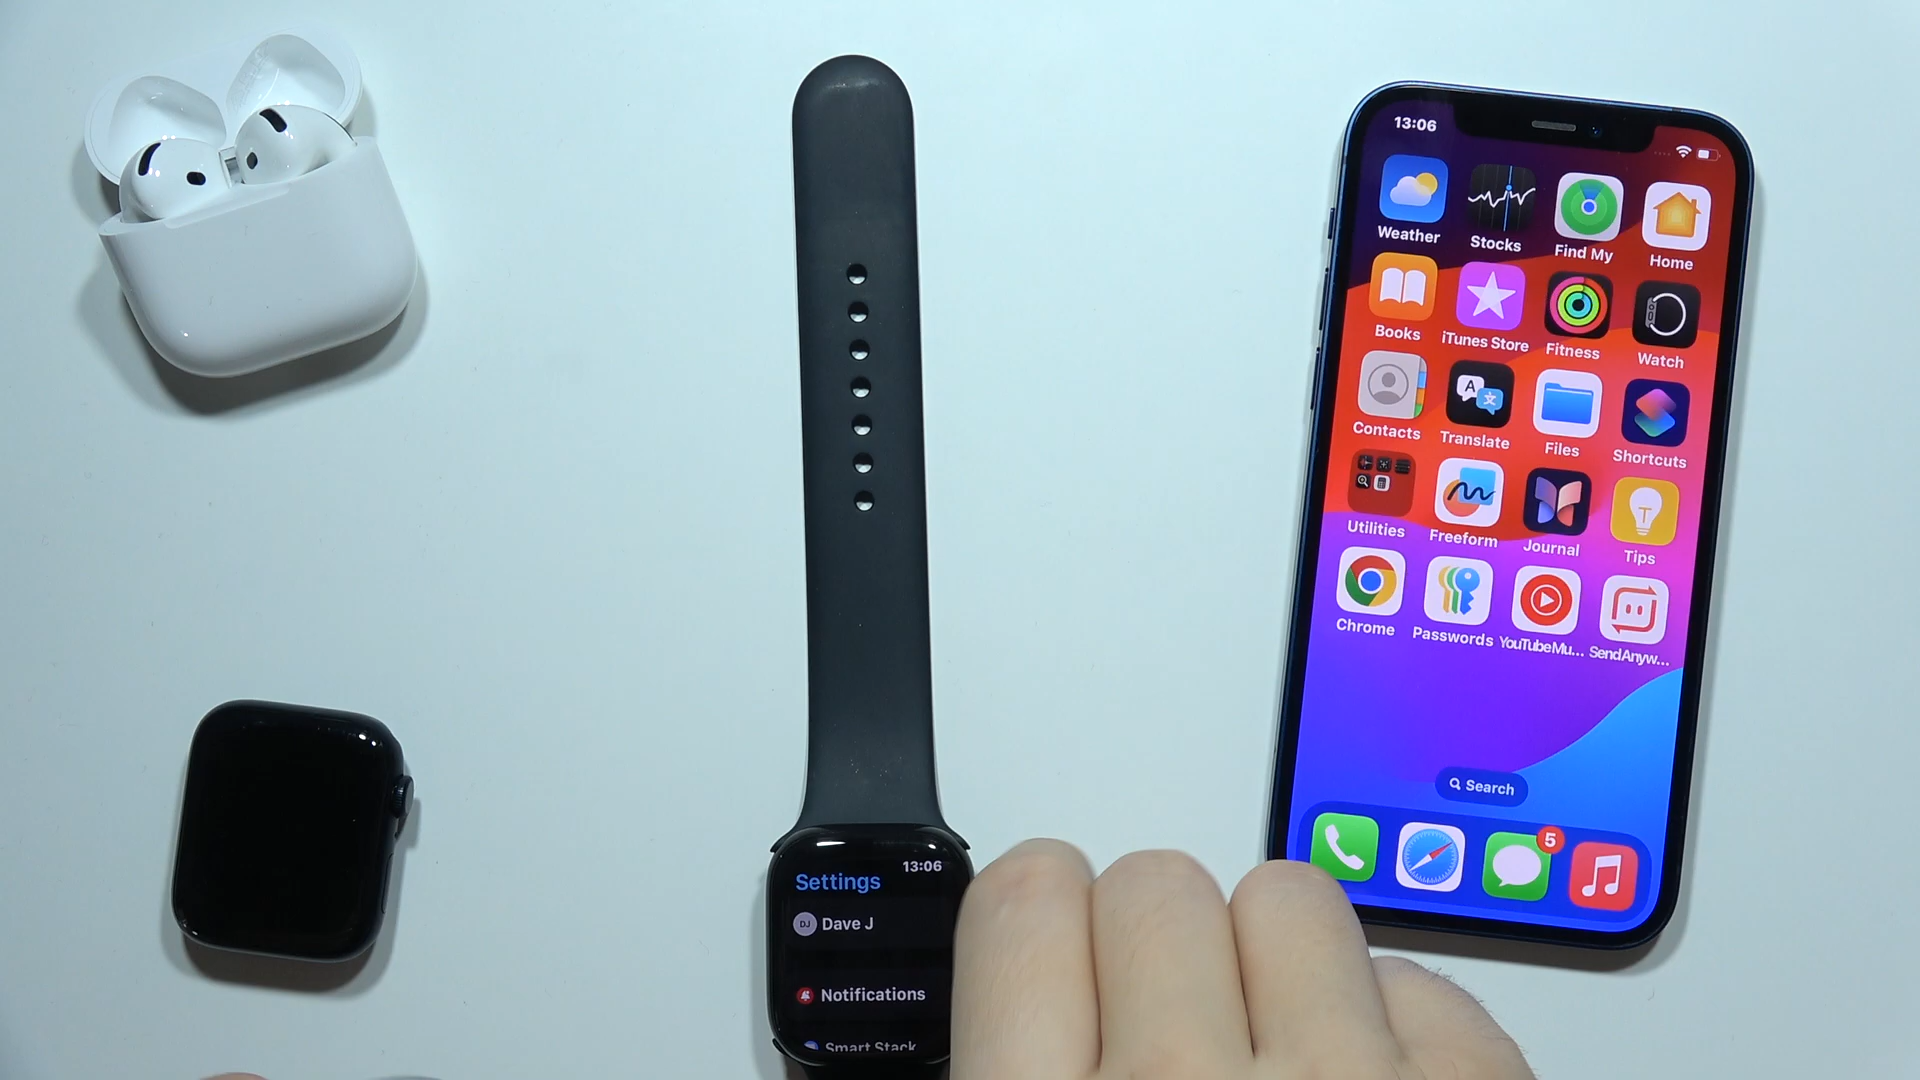 13:06
Weather
Stocks
Find My
Home
Books
iTunes Store
Fitness
Watch
Contacts
Translate
Files
Shortcuts
Utilities
Freeform
Journal
Tips
Chrome
Passwords
YouTube Mu...
SendAnyw...
Search
5
13:06
Settings
DJ Dave J
Notifications
Smart Stack